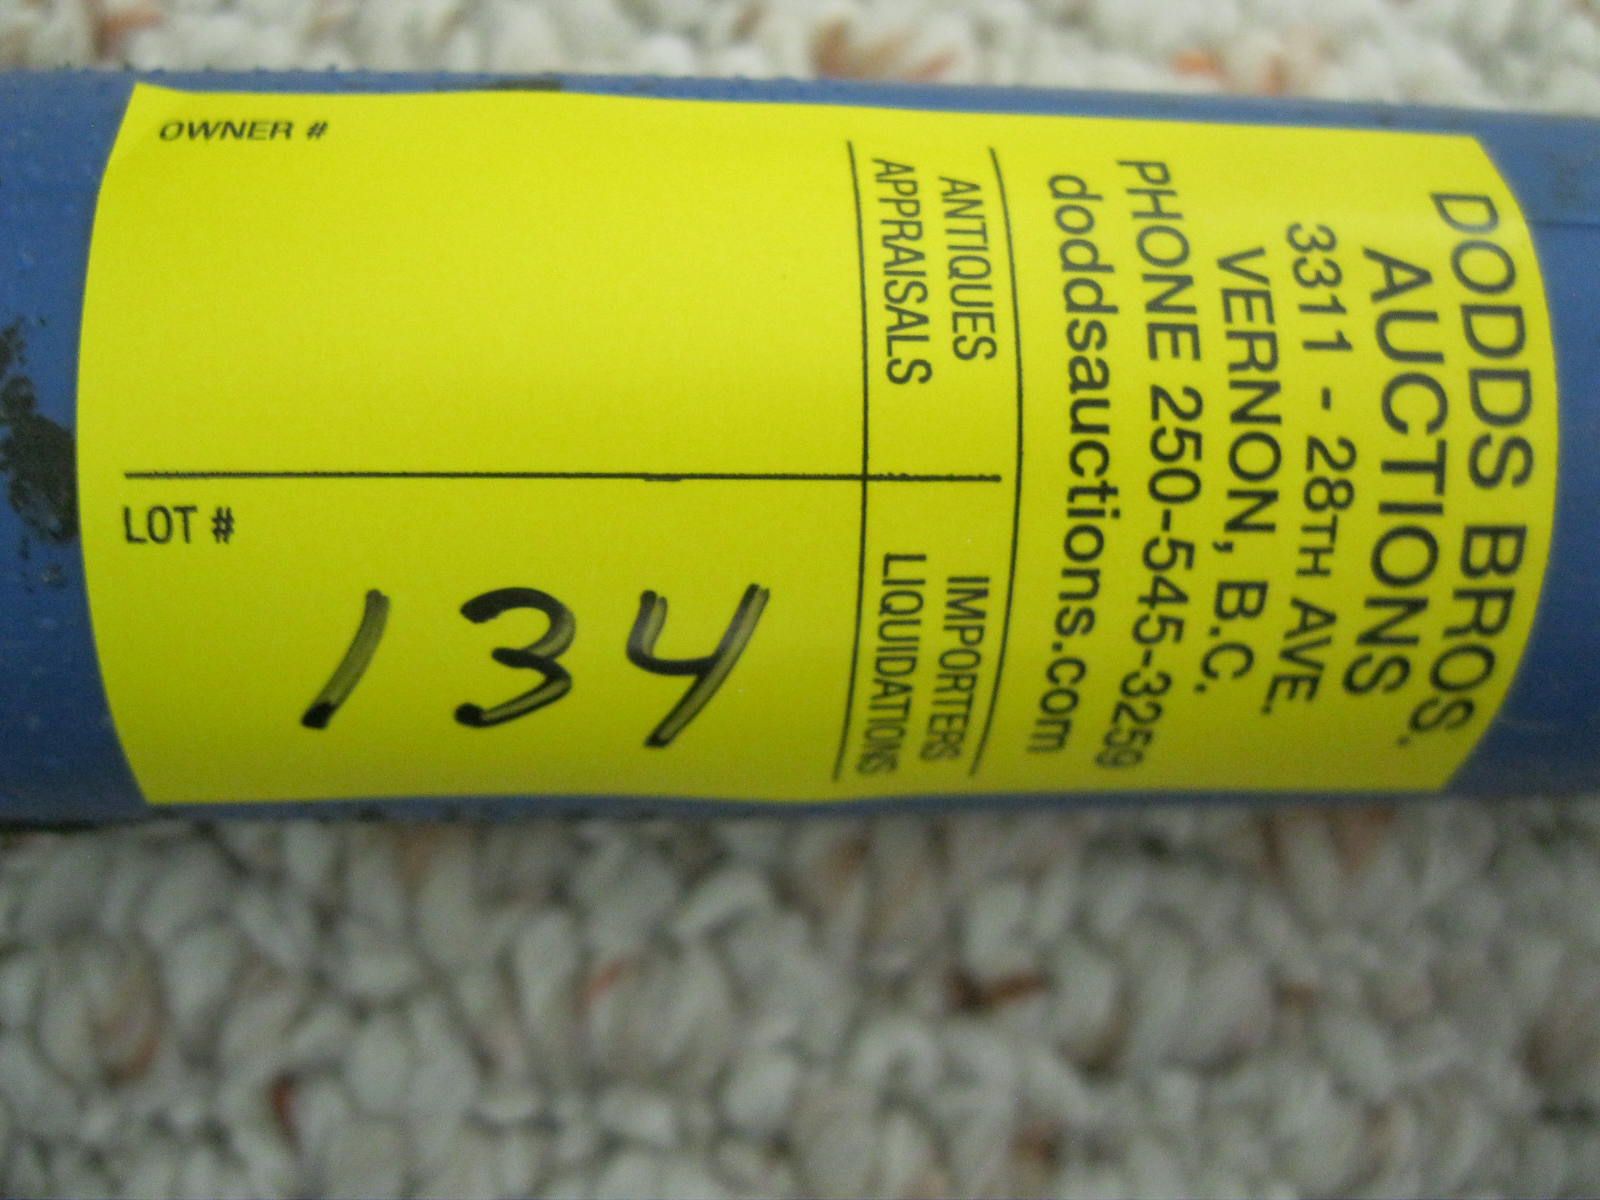 DODDS BROS.
AUCTIONS
3311 - 28TH AVE.
VERNON, B.C.
PHONE 250-545-3259
doddsauctions.com
ANTIQUES
APPRAISALS
IMPORTERS
LIQUIDATIONS
OWNER #
LOT #
134